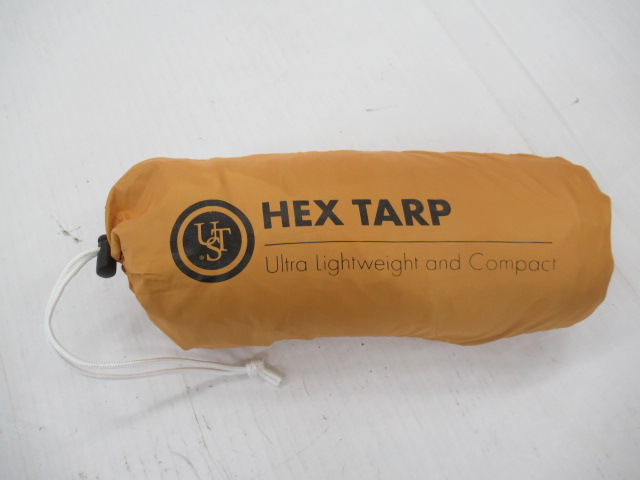 UST®
HEX TARP
Ultra Lightweight and Compact